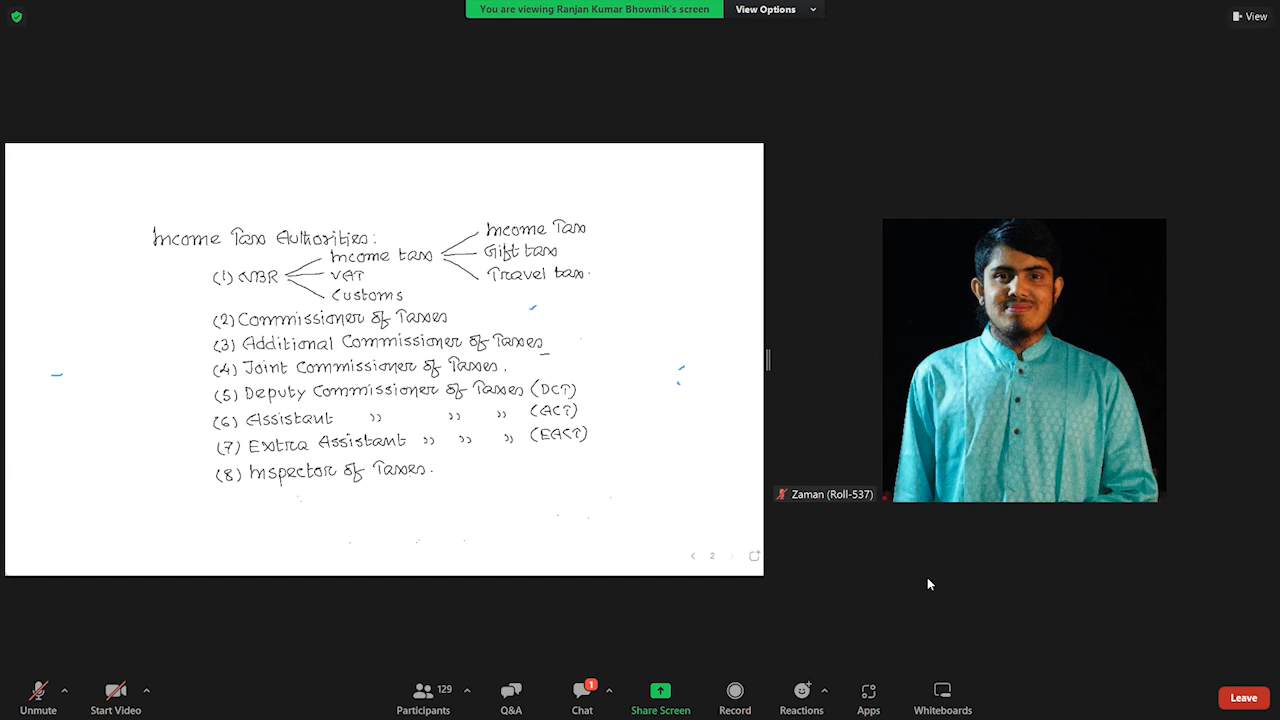 You are viewing Ranjan Kumar Bhowmik's screen
View Options
View
Income Tax Authorities:
(1) NBR
Income tax
VAT
Customs
Income Tax
Gift tax
Travel tax.
(2) Commissioner of Taxes
(3) Additional Commissioner of Taxes
(4) Joint Commissioner of Taxes.
(5) Deputy Commissioner of Taxes (DCT)
(6) Assistant ,, ,, ,, (ACT)
(7) Extra Assistant ,, ,, ,, (EACT)
(8) Inspector of Taxes.
2
Zaman (Roll-537)
Unmute
Start Video
129
Participants
Q&A
1
Chat
Share Screen
Record
Reactions
Apps
Whiteboards
Leave